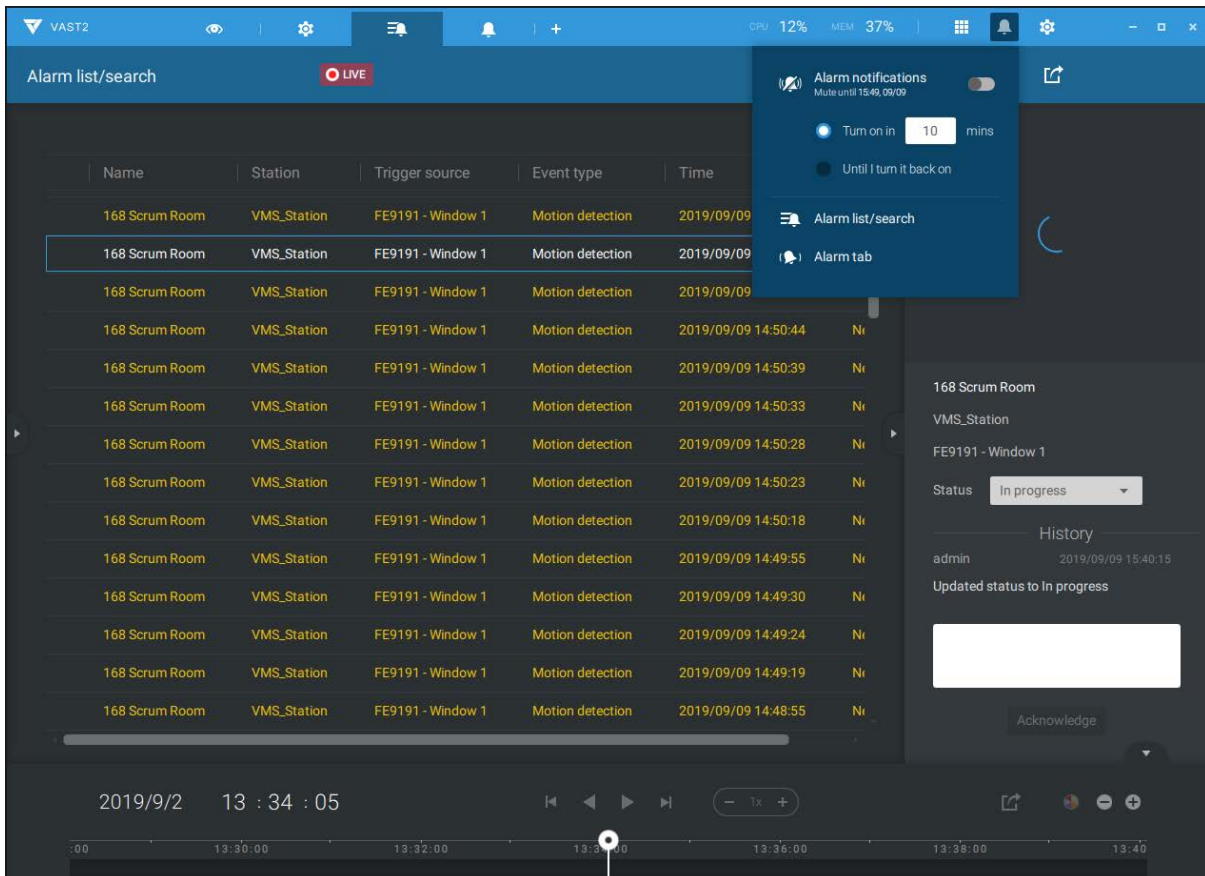 VAST2
CPU 12% MEM 37%
Alarm list/search
LIVE
Alarm notifications
Mute until 15:49, 09/09
Turn on in 10 mins
Until I turn it back on
Alarm list/search
Alarm tab
Name Station Trigger source Event type Time
168 Scrum Room VMS_Station FE9191 - Window 1 Motion detection 2019/09/09
168 Scrum Room VMS_Station FE9191 - Window 1 Motion detection 2019/09/09
168 Scrum Room VMS_Station FE9191 - Window 1 Motion detection 2019/09/09
168 Scrum Room VMS_Station FE9191 - Window 1 Motion detection 2019/09/09 14:50:44
168 Scrum Room VMS_Station FE9191 - Window 1 Motion detection 2019/09/09 14:50:39
168 Scrum Room VMS_Station FE9191 - Window 1 Motion detection 2019/09/09 14:50:33
168 Scrum Room VMS_Station FE9191 - Window 1 Motion detection 2019/09/09 14:50:28
168 Scrum Room VMS_Station FE9191 - Window 1 Motion detection 2019/09/09 14:50:23
168 Scrum Room VMS_Station FE9191 - Window 1 Motion detection 2019/09/09 14:50:18
168 Scrum Room VMS_Station FE9191 - Window 1 Motion detection 2019/09/09 14:49:55
168 Scrum Room VMS_Station FE9191 - Window 1 Motion detection 2019/09/09 14:49:30
168 Scrum Room VMS_Station FE9191 - Window 1 Motion detection 2019/09/09 14:49:24
168 Scrum Room VMS_Station FE9191 - Window 1 Motion detection 2019/09/09 14:49:19
168 Scrum Room VMS_Station FE9191 - Window 1 Motion detection 2019/09/09 14:48:55
168 Scrum Room
VMS_Station
FE9191 - Window 1
Status In progress
History
admin 2019/09/09 15:40:15
Updated status to In progress
Acknowledge
2019/9/2 13 : 34 : 05
1x
:00 13:30:00 13:32:00 13:36:00 13:38:00 13:40